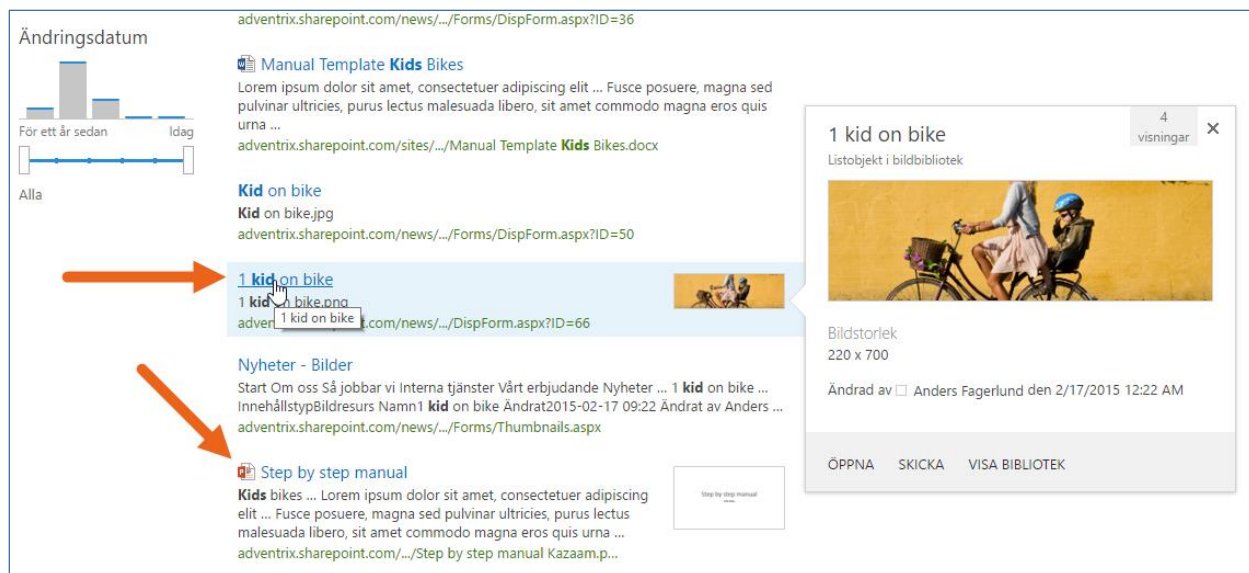 Ändringsdatum
För ett år sedan Idag
Alla
adventrix.sharepoint.com/news/.../Forms/DispForm.aspx?ID=36
Manual Template Kids Bikes
Lorem ipsum dolor sit amet, consectetuer adipiscing elit ... Fusce posuere, magna sed
pulvinar ultricies, purus lectus malesuada libero, sit amet commodo magna eros quis
urna ...
adventrix.sharepoint.com/sites/.../Manual Template Kids Bikes.docx
Kid on bike
Kid on bike.jpg
adventrix.sharepoint.com/news/.../Forms/DispForm.aspx?ID=50
1 kid on bike
1 kid on bike.png
1 kid on bike
adven t.com/news/.../DispForm.aspx?ID=66
Nyheter - Bilder
Start Om oss Så jobbar vi Interna tjänster Vårt erbjudande Nyheter ... 1 kid on bike ...
InnehållstypBildresurs Namn1 kid on bike Ändrat2015-02-17 09:22 Ändrat av Anders ...
adventrix.sharepoint.com/news/.../Forms/Thumbnails.aspx
Step by step manual
Kids bikes ... Lorem ipsum dolor sit amet, consectetuer adipiscing
elit ... Fusce posuere, magna sed pulvinar ultricies, purus lectus
malesuada libero, sit amet commodo magna eros quis urna ...
adventrix.sharepoint.com/.../Step by step manual Kazaam.p...
Step by step manual
1 kid on bike
4
visningar
Listobjekt i bildbibliotek
Bildstorlek
220 x 700
Ändrad av Anders Fagerlund den 2/17/2015 12:22 AM
ÖPPNA SKICKA VISA BIBLIOTEK